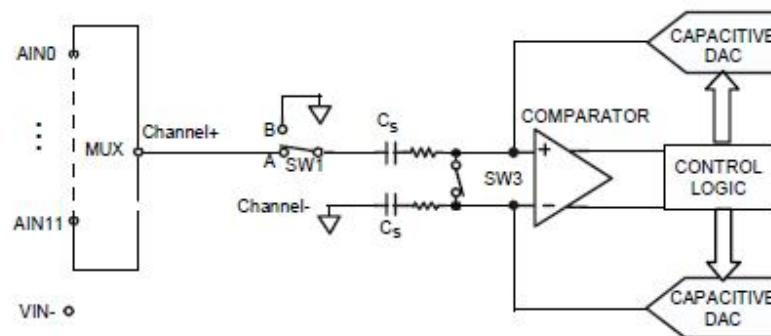 AIN0
MUX
AIN11
VIN-
Channel+
B
A
SW1
Cs
Channel-
Cs
SW3
COMPARATOR
+
-
CAPACITIVE
DAC
CONTROL
LOGIC
CAPACITIVE
DAC